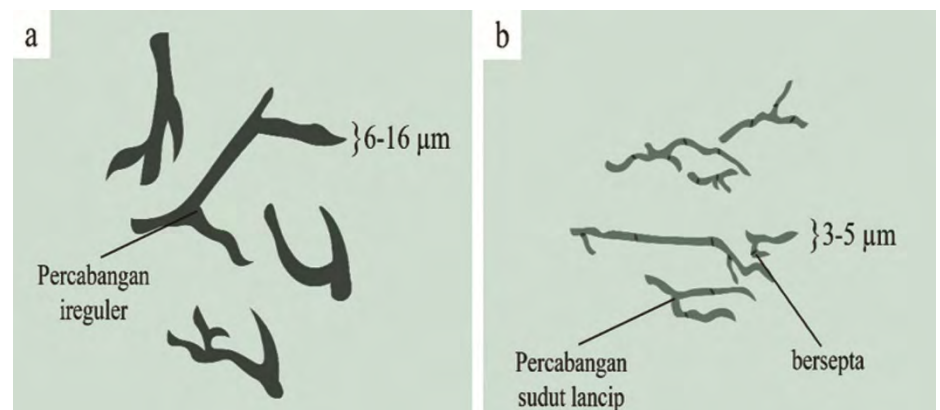 a
}6-16 µm
Percabangan
ireguler
b
}3-5 µm
Percabangan
sudut lancip
bersepta